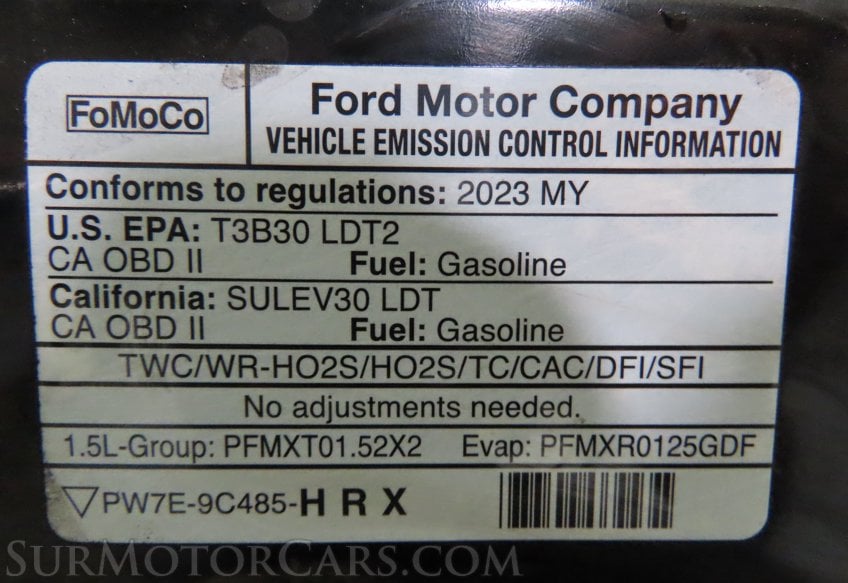 FoMoCo
Ford Motor Company
VEHICLE EMISSION CONTROL INFORMATION
Conforms to regulations: 2023 MY
U.S. EPA: T3B30 LDT2
CA OBD II Fuel: Gasoline
California: SULEV30 LDT
CA OBD II Fuel: Gasoline
TWC/WR-HO2S/HO2S/TC/CAC/DFI/SFI
No adjustments needed.
1.5L-Group: PFMXT01.52X2 Evap: PFMXR0125GDF
PW7E-9C485-H R X
SurMotorCars.com